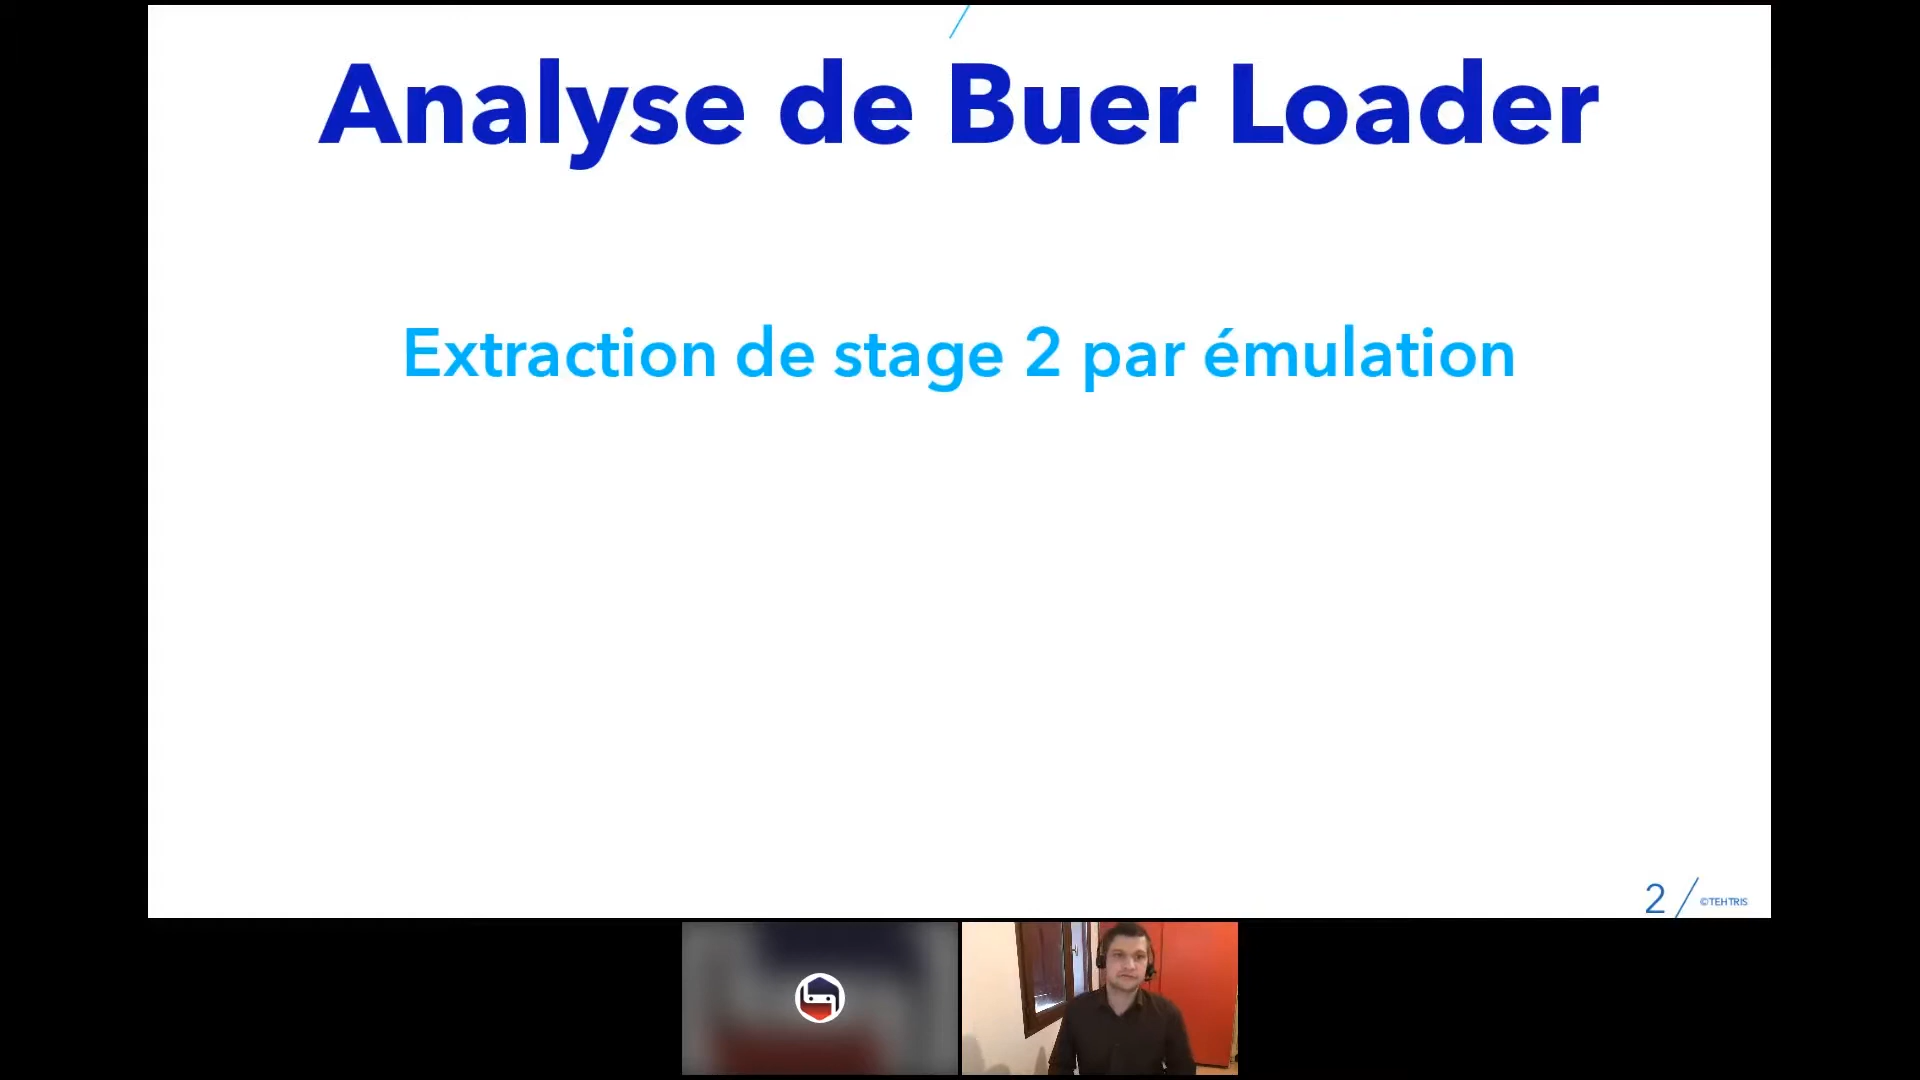 Analyse de Buer Loader
Extraction de stage 2 par émulation
2
©TEHTRIS